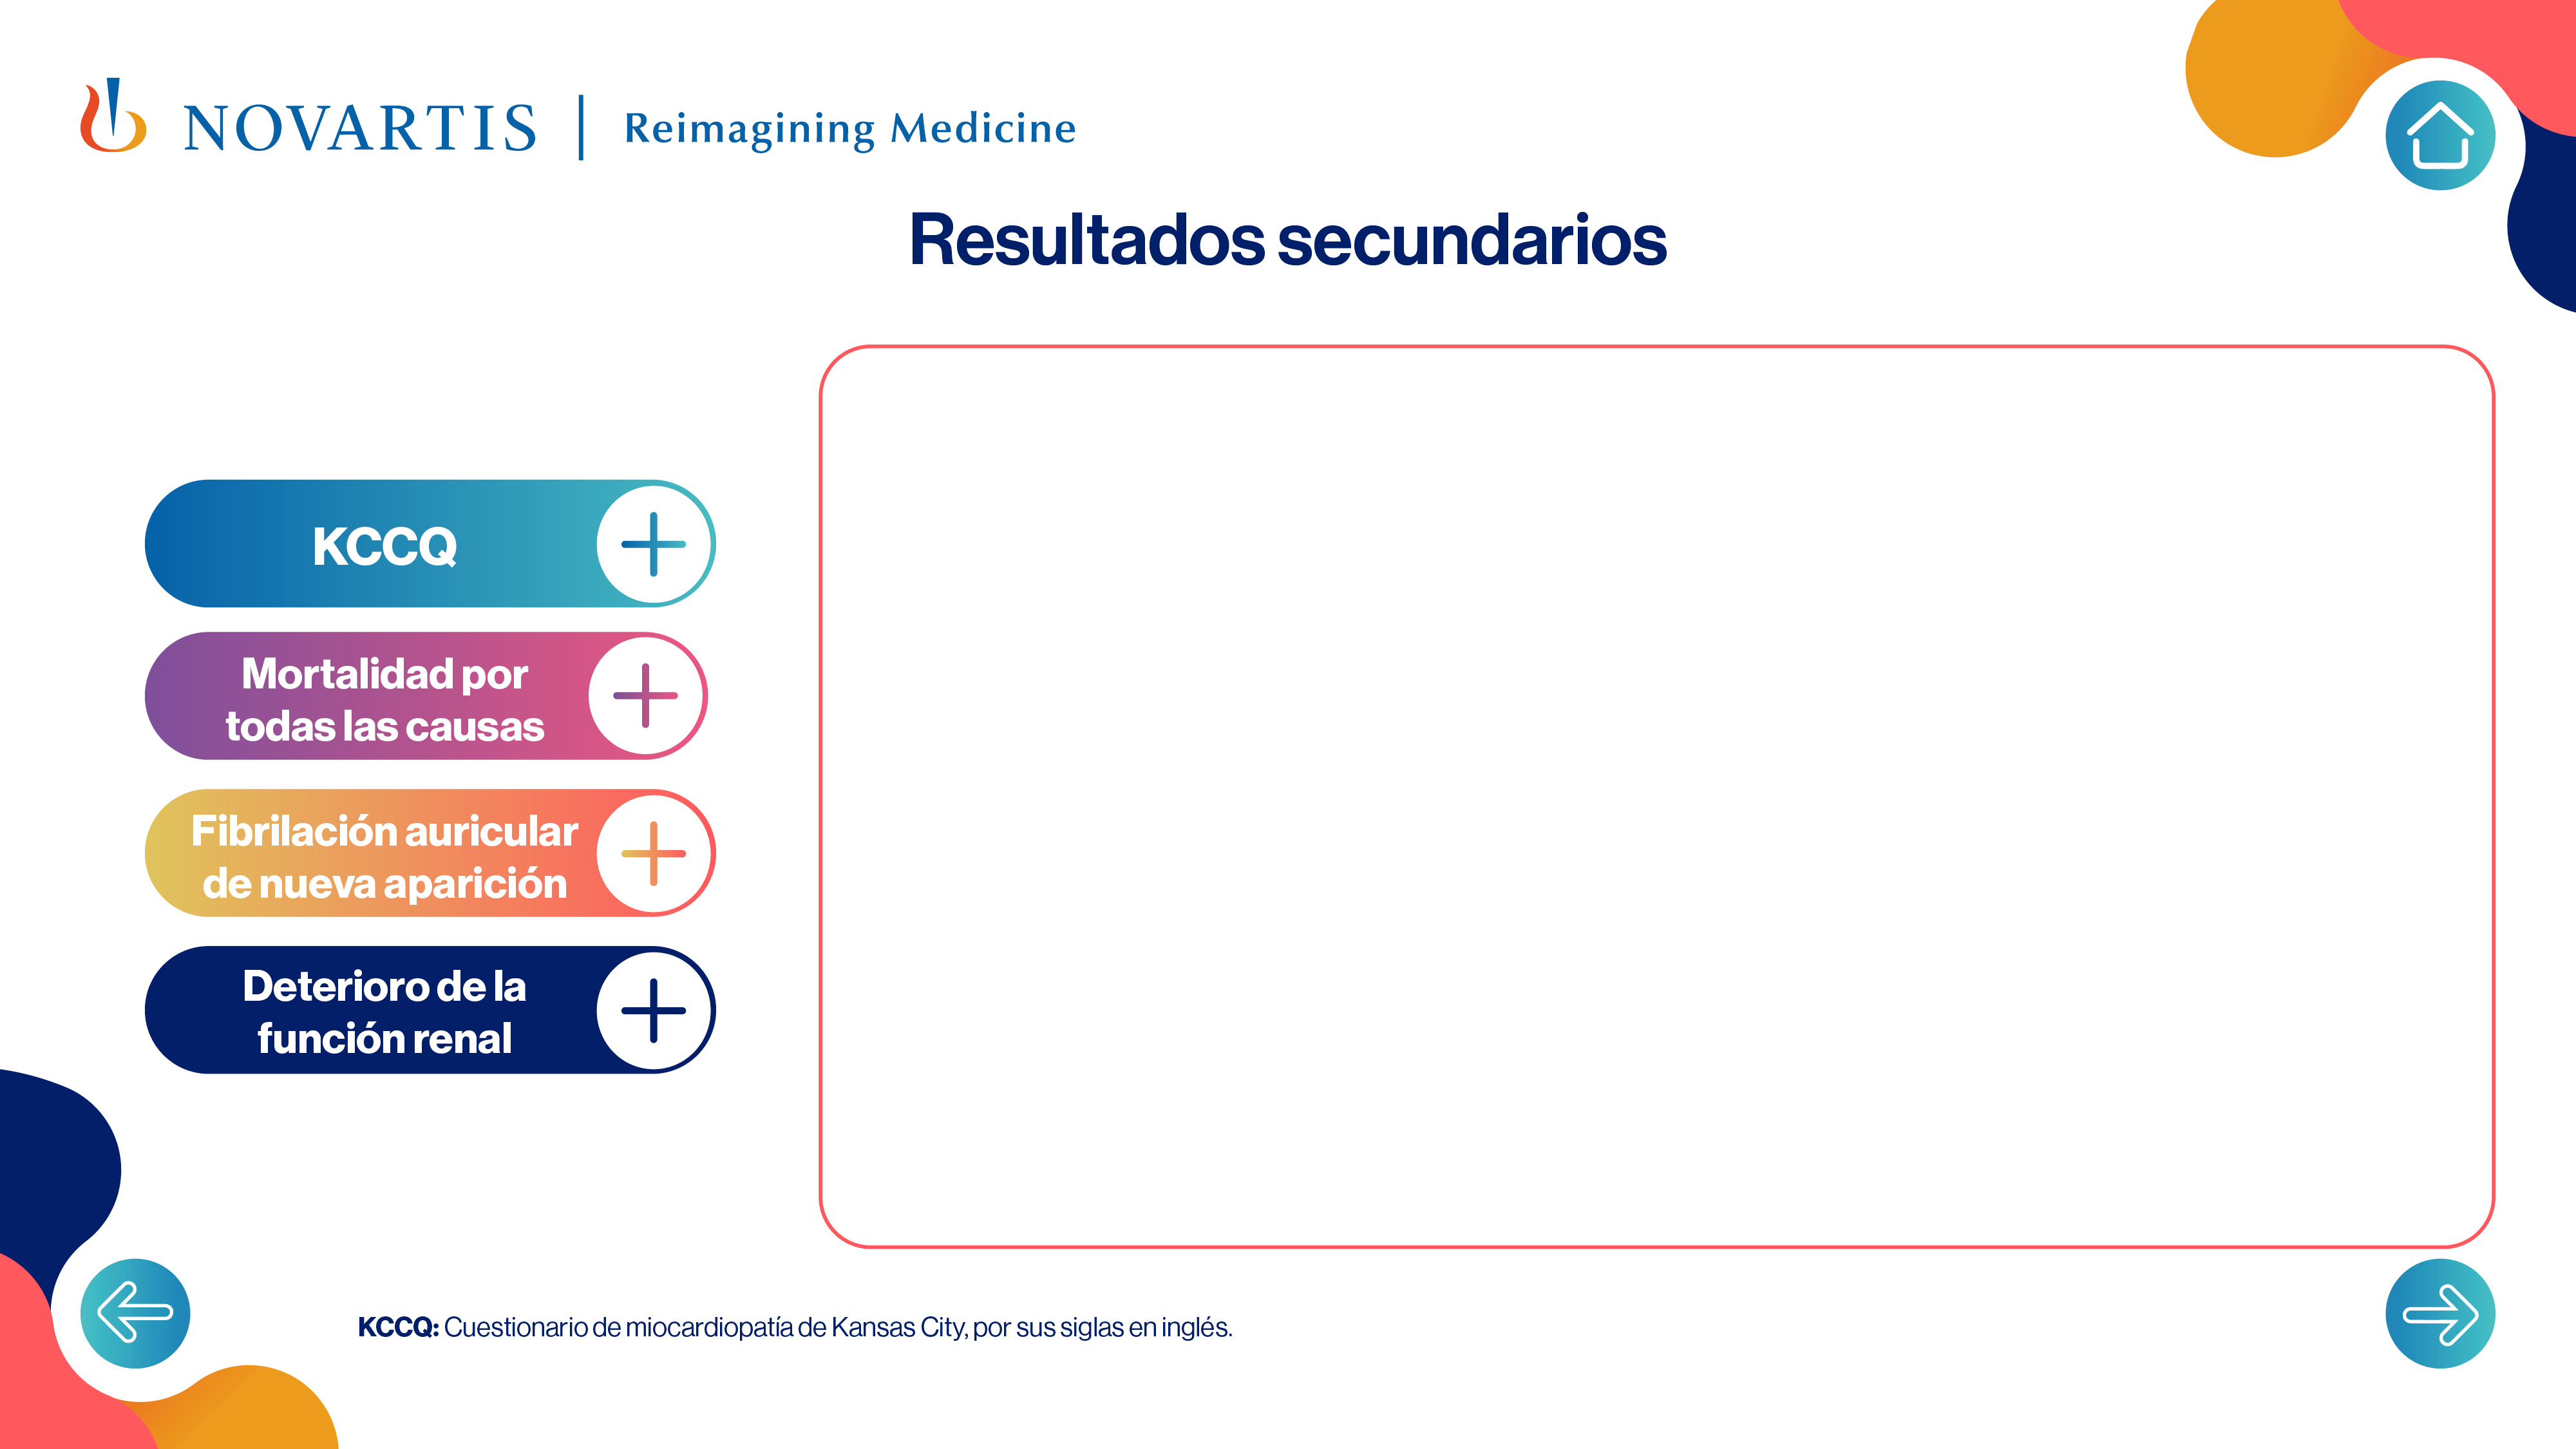 NOVARTIS | Reimagining Medicine
Resultados secundarios
KCCQ
Mortalidad por
todas las causas
Fibrilación auricular
de nueva aparición
Deterioro de la
función renal
KCCQ: Cuestionario de miocardiopatía de Kansas City, por sus siglas en inglés.